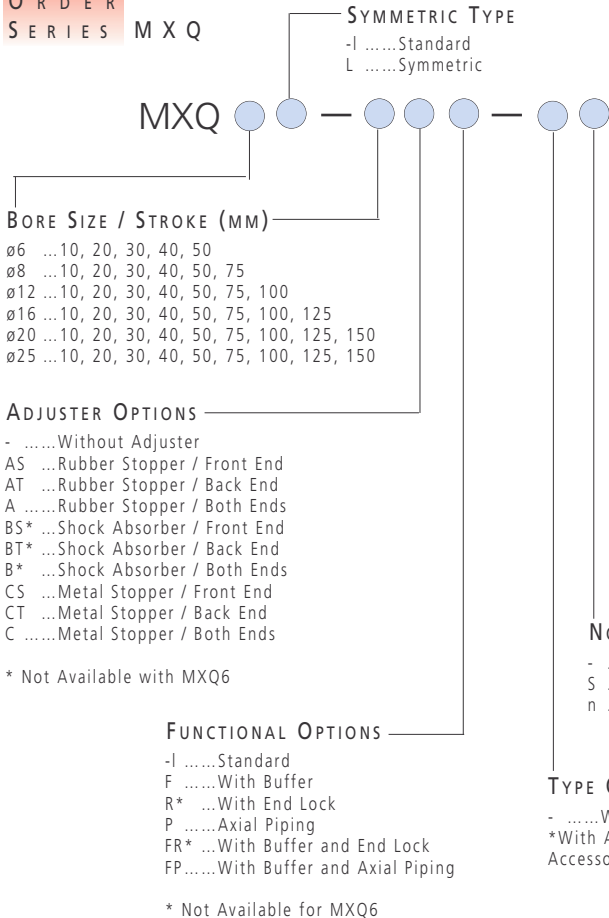 ORDER
SERIES MXQ
SYMMETRIC TYPE
-l ……Standard
L ……Symmetric
MXQ — —
BORE SIZE / STROKE (MM)
ø6 …10, 20, 30, 40, 50
ø8 …10, 20, 30, 40, 50, 75
ø12 …10, 20, 30, 40, 50, 75, 100
ø16 …10, 20, 30, 40, 50, 75, 100, 125
ø20 …10, 20, 30, 40, 50, 75, 100, 125, 150
ø25 …10, 20, 30, 40, 50, 75, 100, 125, 150
ADJUSTER OPTIONS
- ……Without Adjuster
AS …Rubber Stopper / Front End
AT …Rubber Stopper / Back End
A ……Rubber Stopper / Both Ends
BS* …Shock Absorber / Front End
BT* …Shock Absorber / Back End
B* …Shock Absorber / Both Ends
CS …Metal Stopper / Front End
CT …Metal Stopper / Back End
C ……Metal Stopper / Both Ends
* Not Available with MXQ6
FUNCTIONAL OPTIONS
-l ……Standard
F ……With Buffer
R* …With End Lock
P ……Axial Piping
FR* …With Buffer and End Lock
FP……With Buffer and Axial Piping
* Not Available for MXQ6
-
S
n
TYPE
- ……
*With